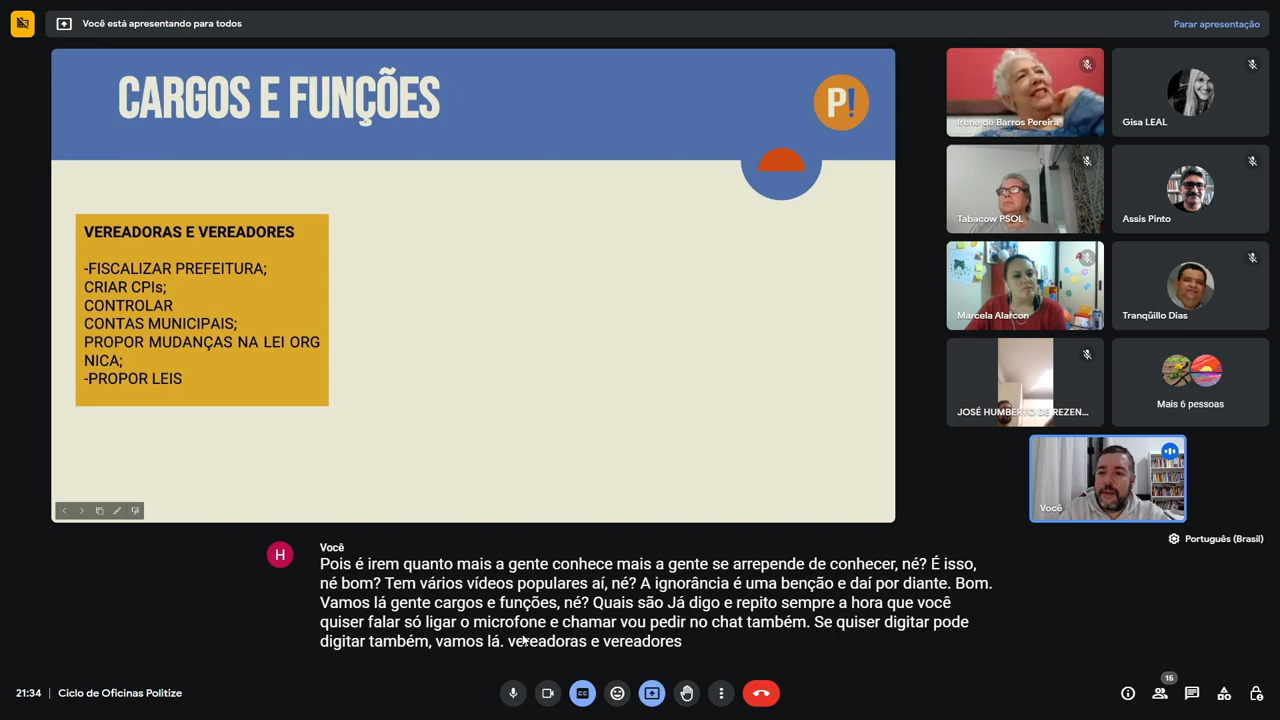 Você está apresentando para todos
Parar apresentação
CARGOS E FUNÇÕES
P!
VEREADORAS E VEREADORES
-FISCALIZAR PREFEITURA;
CRIAR CPIs;
CONTROLAR
CONTAS MUNICIPAIS;
PROPOR MUDANÇAS NA LEI ORG
NICA;
-PROPOR LEIS
Irene de Barros Pereira
Gisa LEAL
Tabacow PSOL
Assis Pinto
Marcela Alarcon
Tranqüillo Dias
JOSÉ HUMBERTO DE REZEN...
Mais 6 pessoas
Você
Português (Brasil)
H
Você
Pois é irem quanto mais a gente conhece mais a gente se arrepende de conhecer, né? É isso,
né bom? Tem vários vídeos populares aí, né? A ignorância é uma benção e daí por diante. Bom.
Vamos lá gente cargos e funções, né? Quais são Já digo e repito sempre a hora que você
quiser falar só ligar o microfone e chamar vou pedir no chat também. Se quiser digitar pode
digitar também, vamos lá. vereadoras e vereadores
21:34
Ciclo de Oficinas Politize
CC
15